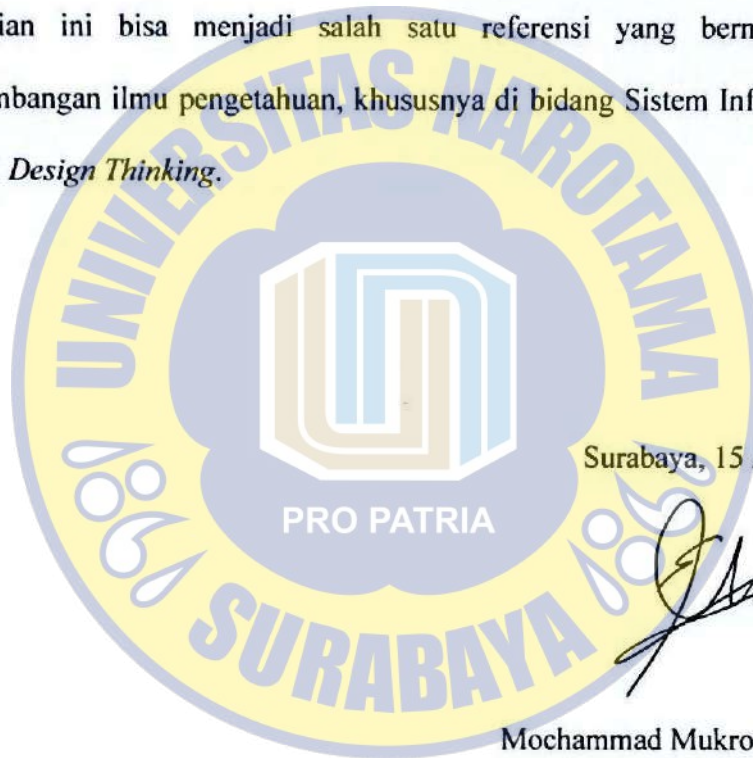 ian ini bisa menjadi salah satu referensi yang bern
mbangan ilmu pengetahuan, khususnya di bidang Sistem Inf
Design Thinking.
UNIVERSITAS NAROTAMA
PRO PATRIA
SURABAYA
Surabaya, 15
Mochammad Mukro